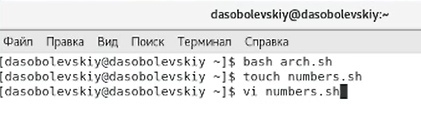 dasobolevskiy@dasobolevskiy:~
Файл Правка Вид Поиск Терминал Справка
[dasobolevskiy@dasobolevskiy ~]$ bash arch.sh
[dasobolevskiy@dasobolevskiy ~]$ touch numbers.sh
[dasobolevskiy@dasobolevskiy ~]$ vi numbers.sh